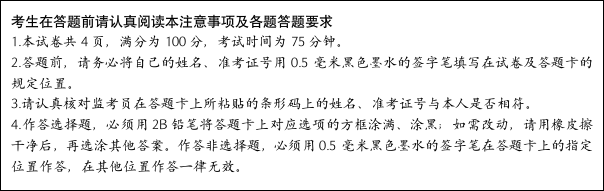 考生在答题前请认真阅读本注意事项及各题答题要求
1.本试卷共 4 页，满分为 100 分，考试时间为 75 分钟。
2.答题前，请务必将自己的姓名、准考证号用 0.5 毫米黑色墨水的签字笔填写在试卷及答题卡的
规定位置。
3.请认真核对监考员在答题卡上所粘贴的条形码上的姓名、准考证号与本人是否相符。
4.作答选择题，必须用 2B 铅笔将答题卡上对应选项的方框涂满、涂黑；如需改动，请用橡皮擦
干净后，再选涂其他答案。作答非选择题，必须用 0.5 毫米黑色墨水的签字笔在答题卡上的指定
位置作答，在其他位置作答一律无效。